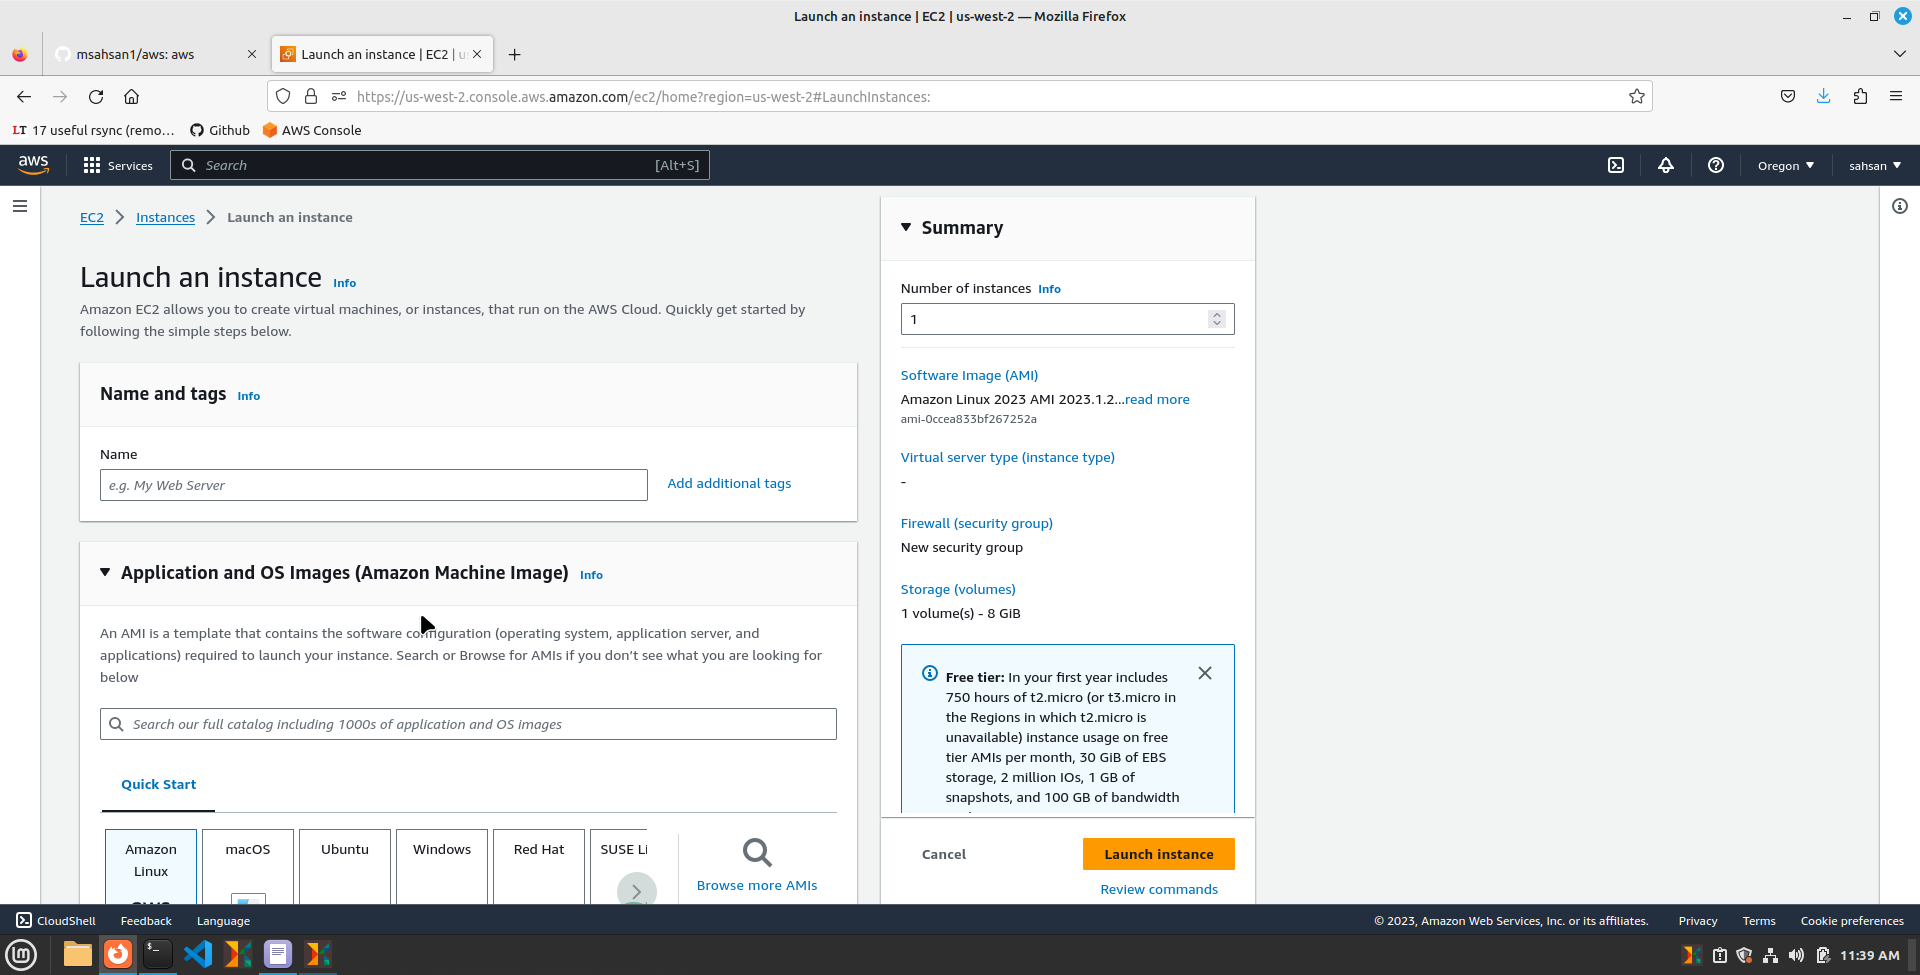 Launch an instance | EC2 | us-west-2 — Mozilla Firefox
msahsan1/aws: aws
Launch an instance | EC2 | u
https://us-west-2.console.aws.amazon.com/ec2/home?region=us-west-2#LaunchInstances:
LT 17 useful rsync (remo… Github AWS Console
aws Services Search [Alt+S] Oregon sahsan
EC2 Instances Launch an instance
Launch an instance Info
Amazon EC2 allows you to create virtual machines, or instances, that run on the AWS Cloud. Quickly get started by
following the simple steps below.
Name and tags Info
Name
e.g. My Web Server Add additional tags
Application and OS Images (Amazon Machine Image) Info
An AMI is a template that contains the software configuration (operating system, application server, and
applications) required to launch your instance. Search or Browse for AMIs if you don't see what you are looking for
below
Search our full catalog including 1000s of application and OS images
Quick Start
Amazon
Linux
macOS
Ubuntu
Windows
Red Hat
SUSE Li
Browse more AMIs
Summary
Number of instances Info
1
Software Image (AMI)
Amazon Linux 2023 AMI 2023.1.2...read more
ami-0ccea833bf267252a
Virtual server type (instance type)
-
Firewall (security group)
New security group
Storage (volumes)
1 volume(s) - 8 GiB
Free tier: In your first year includes
750 hours of t2.micro (or t3.micro in
the Regions in which t2.micro is
unavailable) instance usage on free
tier AMIs per month, 30 GiB of EBS
storage, 2 million IOs, 1 GB of
snapshots, and 100 GB of bandwidth
Cancel Launch instance
Review commands
CloudShell Feedback Language © 2023, Amazon Web Services, Inc. or its affiliates. Privacy Terms Cookie preferences
11:39 AM